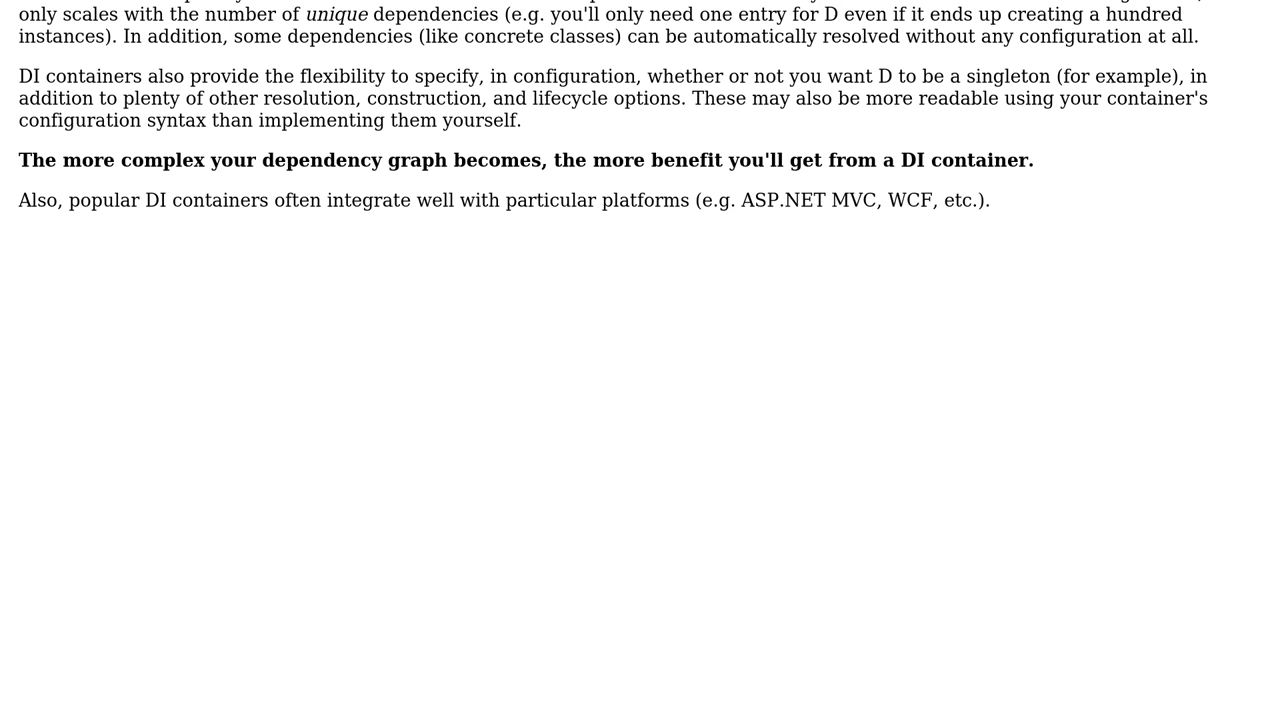 only scales with the number of unique dependencies (e.g. you'll only need one entry for D even if it ends up creating a hundred
instances). In addition, some dependencies (like concrete classes) can be automatically resolved without any configuration at all.
DI containers also provide the flexibility to specify, in configuration, whether or not you want D to be a singleton (for example), in
addition to plenty of other resolution, construction, and lifecycle options. These may also be more readable using your container's
configuration syntax than implementing them yourself.
The more complex your dependency graph becomes, the more benefit you'll get from a DI container.
Also, popular DI containers often integrate well with particular platforms (e.g. ASP.NET MVC, WCF, etc.).